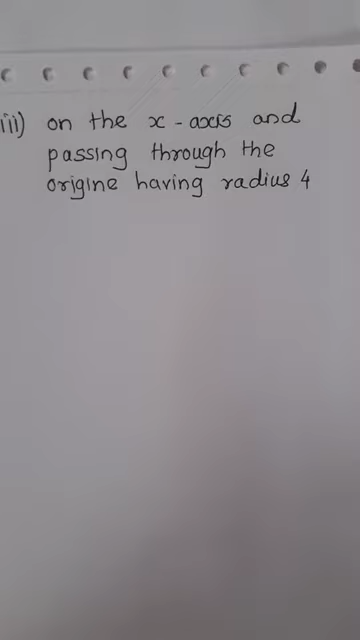 iii) on the x-axis and
passing through the
origine having radius 4